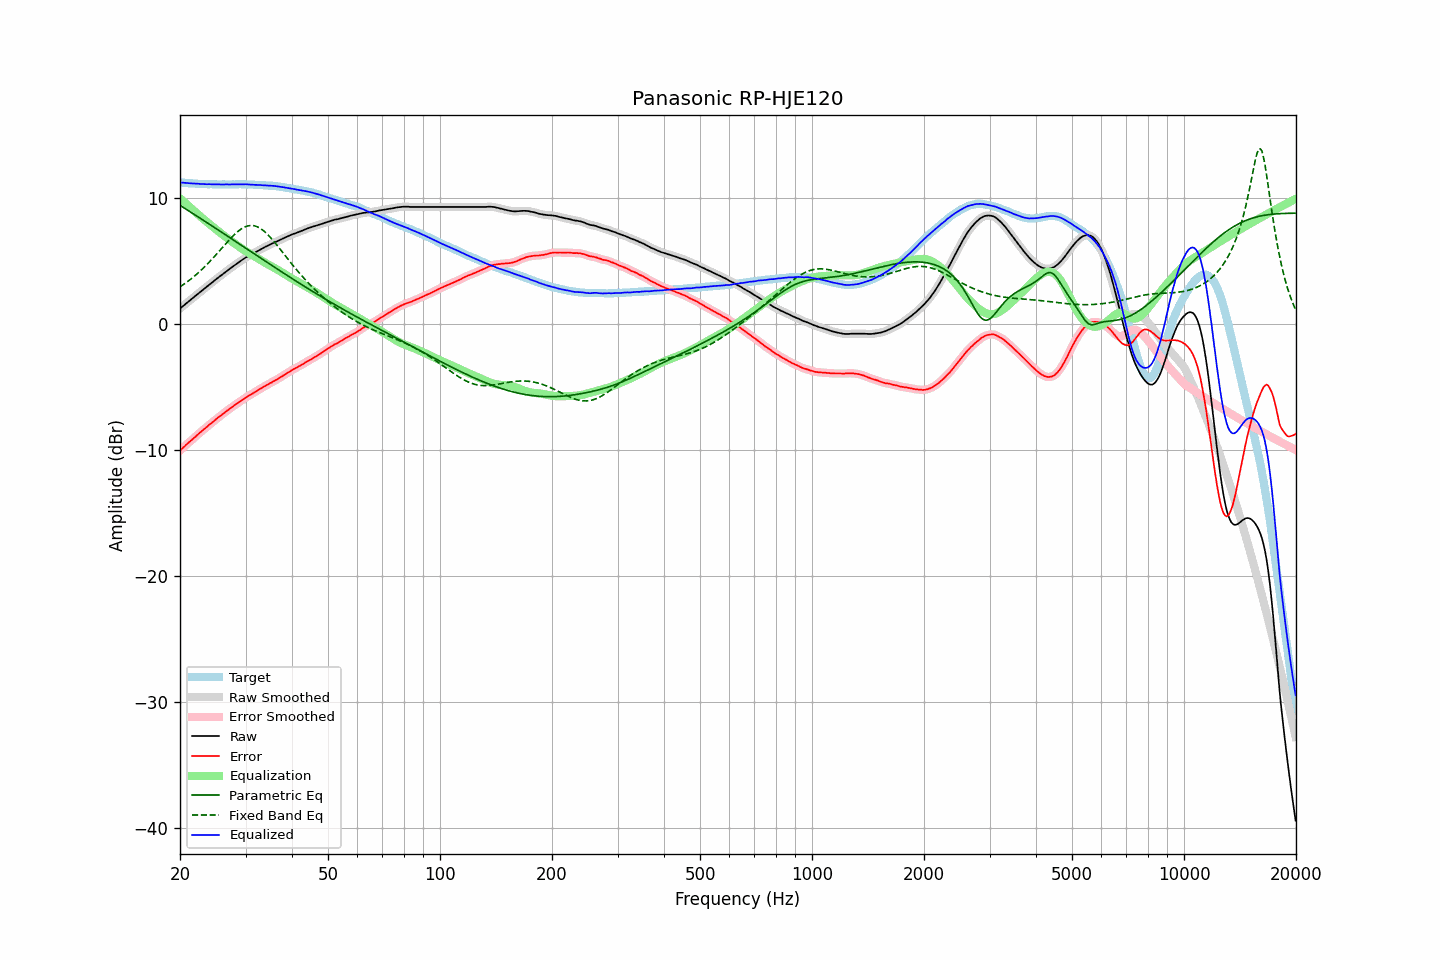 Panasonic RP-HJE120
Amplitude (dBr)
10
0
−10
−20
−30
−40
Target
Raw Smoothed
Error Smoothed
Raw
Error
Equalization
Parametric Eq
Fixed Band Eq
Equalized
20 50 100 200 500 1000 2000 5000 10000 20000
Frequency (Hz)